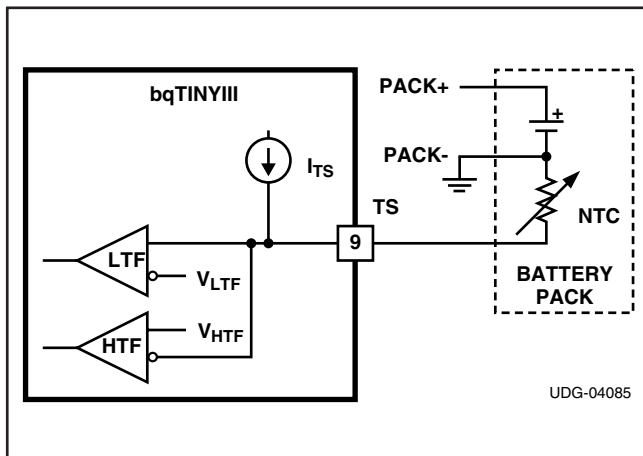 bqTINYIII
PACK+
+
PACK-
I_TS
TS
NTC
9
LTF
V_LTF
BATTERY
PACK
V_HTF
HTF
UDG-04085